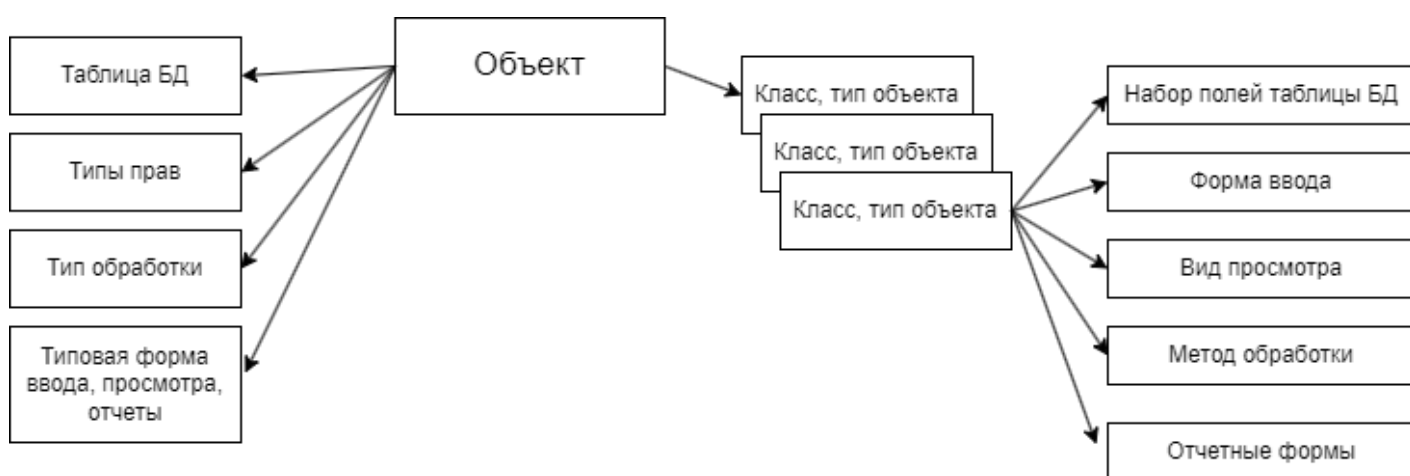 Объект
Таблица БД
Типы прав
Тип обработки
Типовая форма
ввода, просмотра,
отчеты
Класс, тип объекта
Класс, тип объекта
Класс, тип объекта
Набор полей таблицы БД
Форма ввода
Вид просмотра
Метод обработки
Отчетные формы